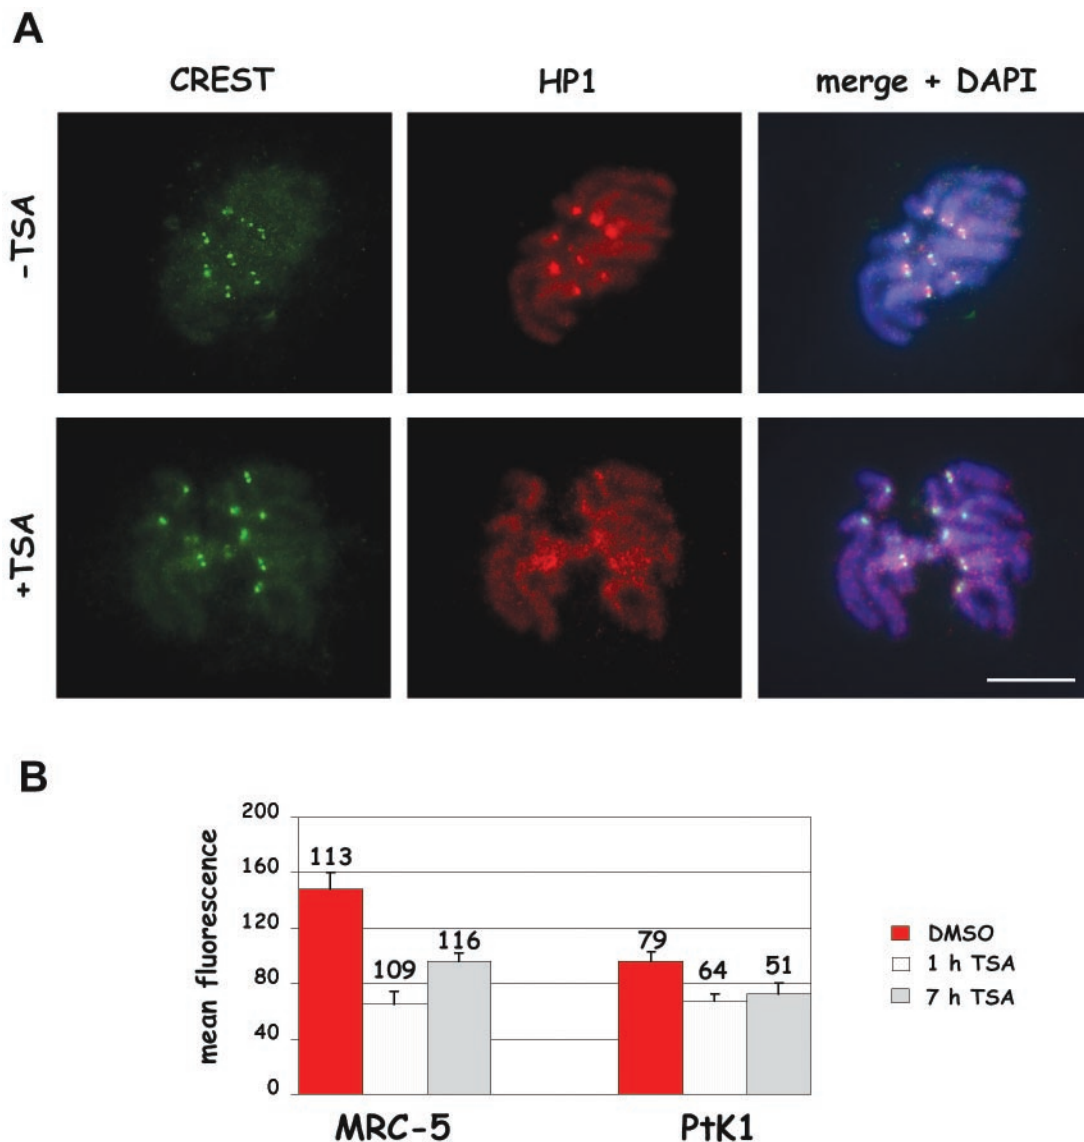 A
CREST HP1 merge + DAPI
-TSA
+TSA
B
mean fluorescence
200
160
120
80
40
0
113
109
116
79
64
51
MRC-5 PtK1
DMSO
1 h TSA
7 h TSA